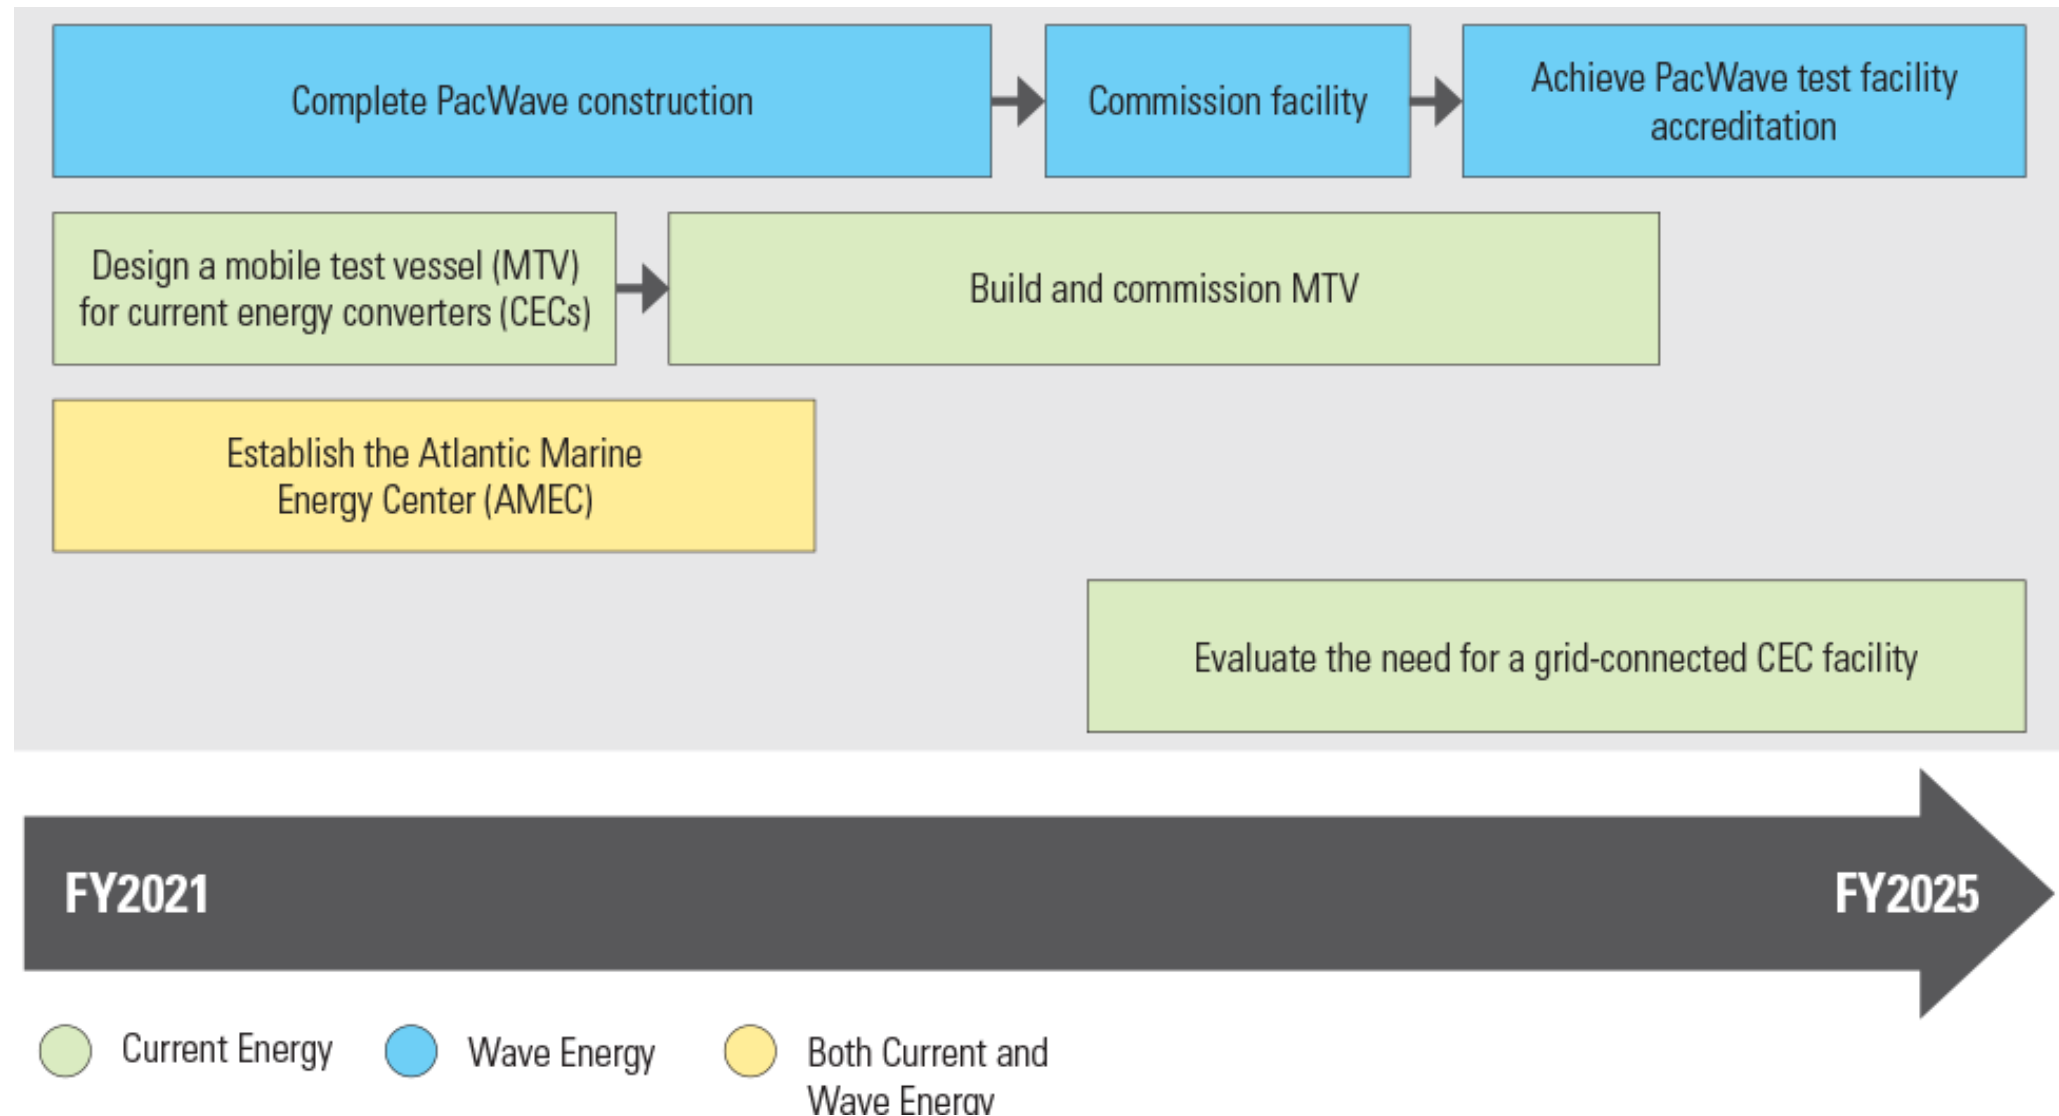 Complete PacWave construction
Commission facility
Achieve PacWave test facility
accreditation
Design a mobile test vessel (MTV)
for current energy converters (CECs)
Build and commission MTV
Establish the Atlantic Marine
Energy Center (AMEC)
Evaluate the need for a grid-connected CEC facility
FY2021
FY2025
Current Energy
Wave Energy
Both Current and
Wave Energy